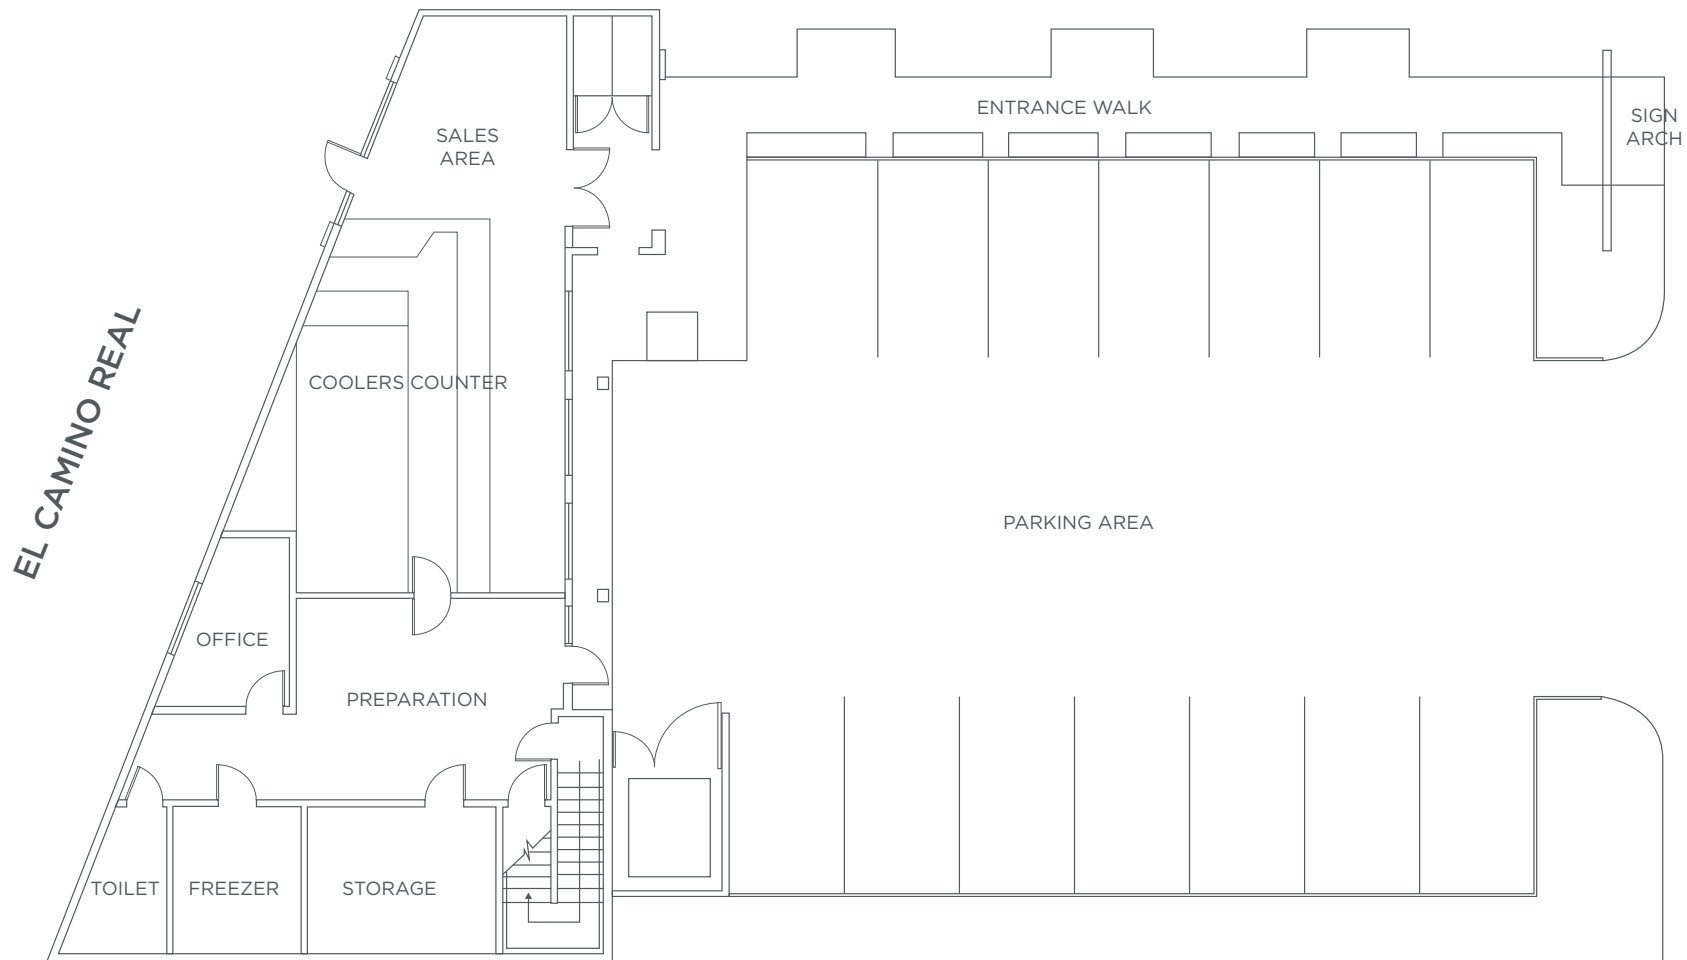 ENTRANCE WALK
SIGN
ARCH
SALES
AREA
EL CAMINO REAL
COOLERS COUNTER
PARKING AREA
OFFICE
PREPARATION
TOILET
FREEZER
STORAGE